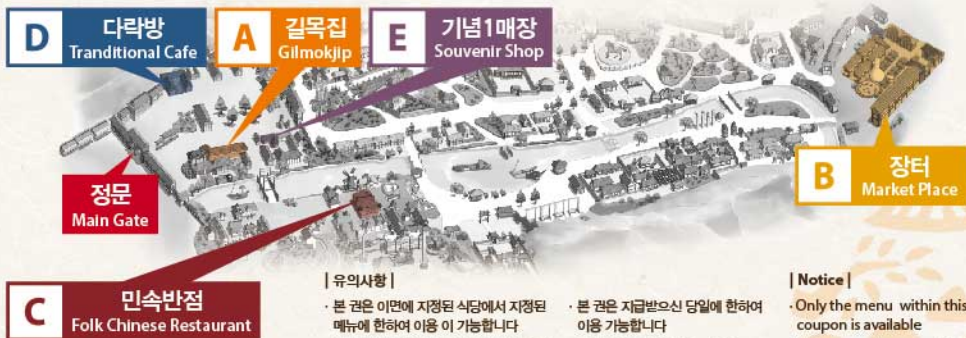 D
다락방
Tranditional Cafe
A
길목집
Gilmokjip
E
기념1매장
Souvenir Shop
정문
Main Gate
B
장터
Market Place
C
민속반점
Folk Chinese Restaurant
| 유의사항 |
· 본 권은 이면에 지정된 식당에서 지정된
메뉴에 한하여 이용 이 가능합니다
· 본 권은 지급받으신 당일에 한하여
이용 가능합니다
| Notice |
· Only the menu within this
coupon is available